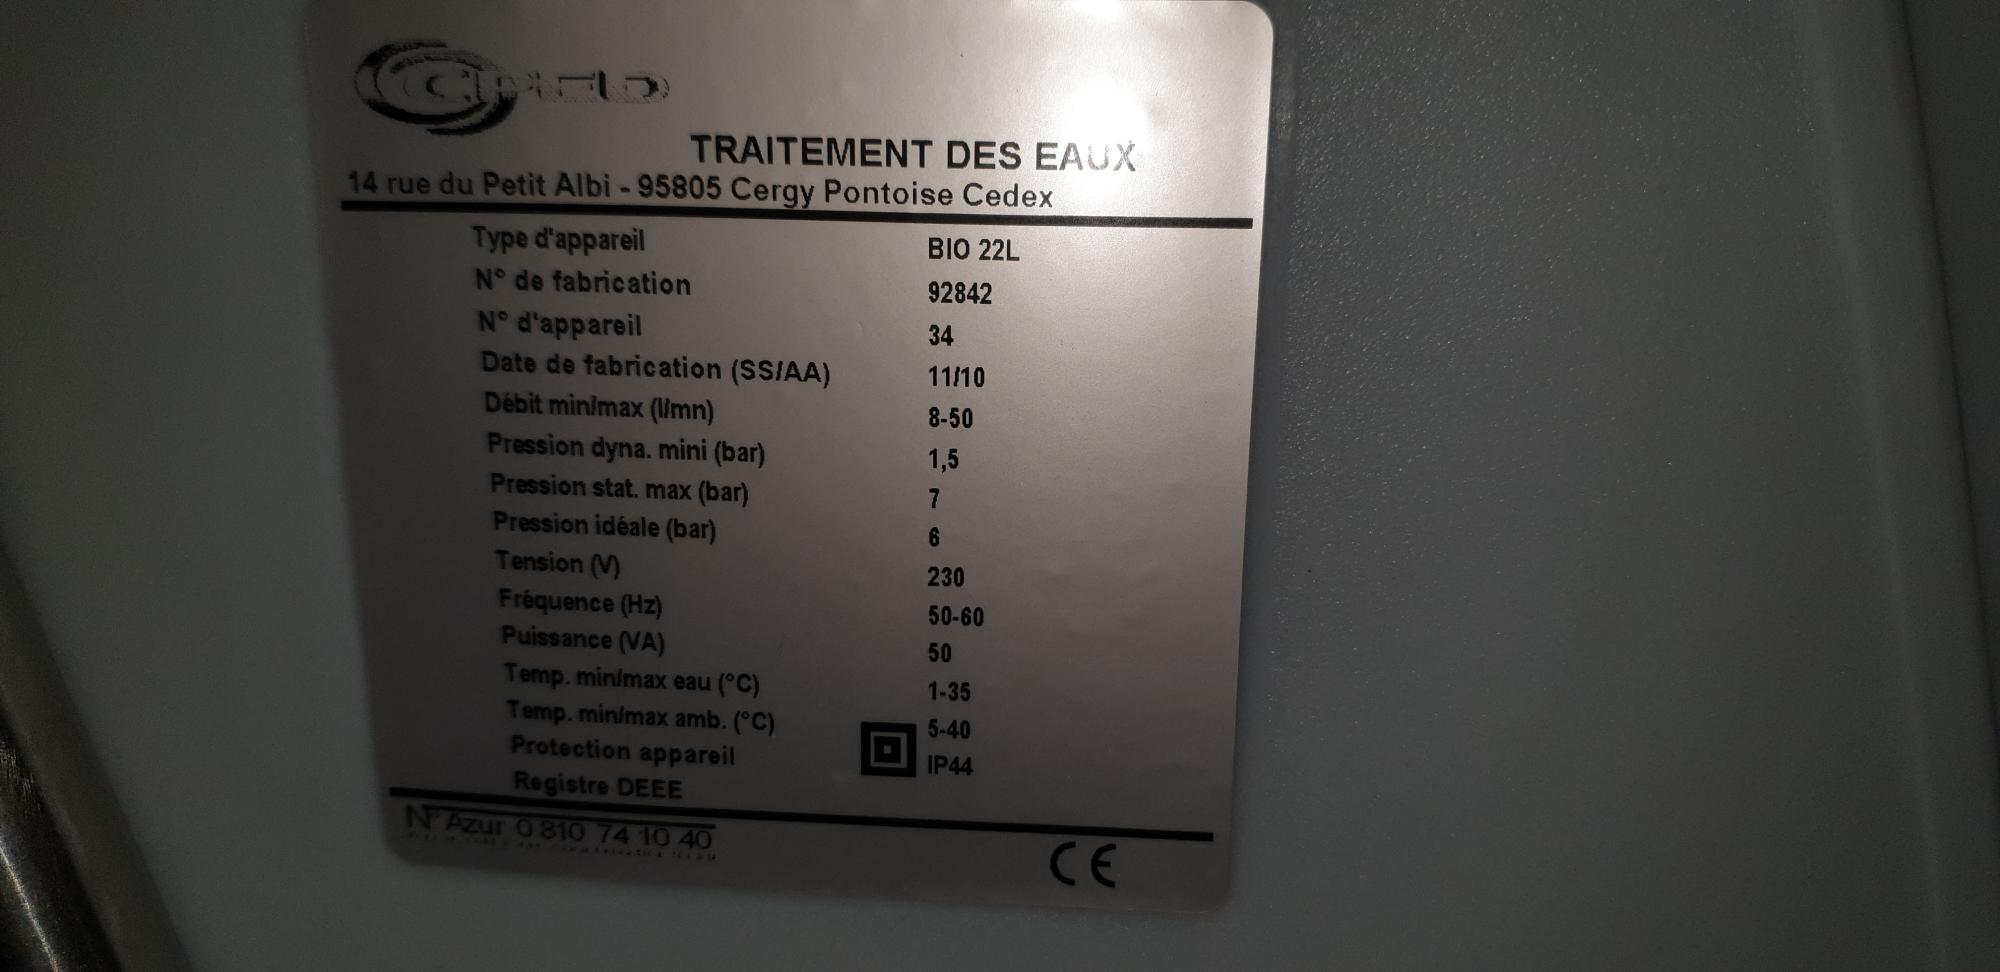 TRAITEMENT DES EAUX
14 rue du Petit Albi - 95805 Cergy Pontoise Cedex
Type d'appareil BIO 22L
N° de fabrication 92842
N° d'appareil 34
Date de fabrication (SS/AA) 11/10
Débit min/max (l/mn) 8-50
Pression dyna. mini (bar) 1,5
Pression stat. max (bar) 7
Pression idéale (bar) 6
Tension (V) 230
Fréquence (Hz) 50-60
Puissance (VA) 50
Temp. min/max eau (°C) 1-35
Temp. min/max amb. (°C) 5-40
Protection appareil IP44
Registre DEEE
N° Azur 0 810 74 10 40
CE